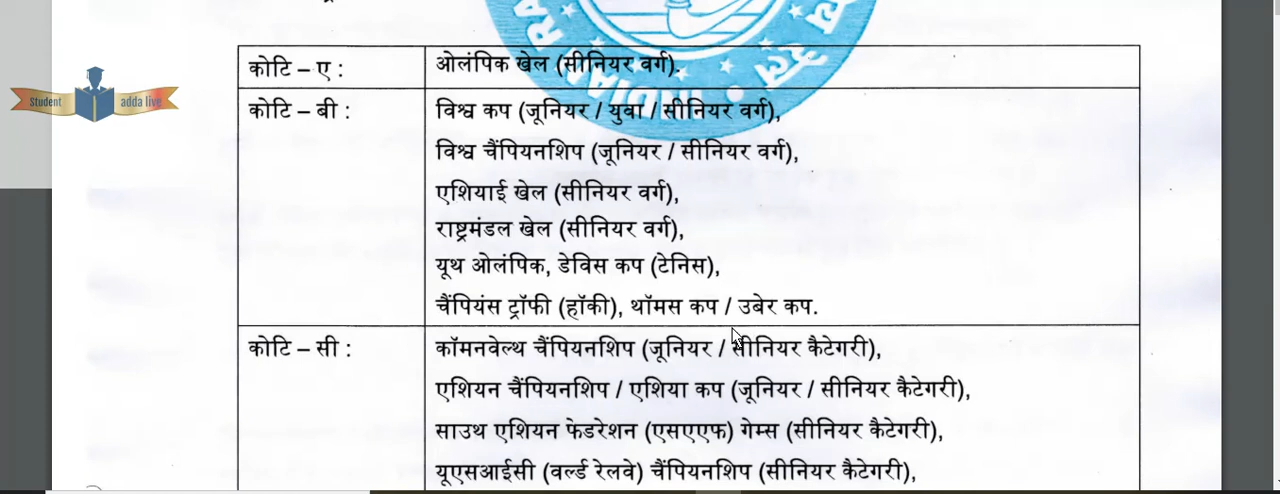 कोटि – ए : ओलंपिक खेल (सीनियर वर्ग).
कोटि – बी : विश्व कप (जूनियर / युवा / सीनियर वर्ग),
विश्व चैंपियनशिप (जूनियर / सीनियर वर्ग),
एशियाई खेल (सीनियर वर्ग),
राष्ट्रमंडल खेल (सीनियर वर्ग),
यूथ ओलंपिक, डेविस कप (टेनिस),
चैंपियंस ट्रॉफी (हॉकी), थॉमस कप / उबेर कप.
कोटि – सी : कॉमनवेल्थ चैंपियनशिप (जूनियर / सीनियर कैटेगरी),
एशियन चैंपियनशिप / एशिया कप (जूनियर / सीनियर कैटेगरी),
साउथ एशियन फेडरेशन (एसएएफ) गेम्स (सीनियर कैटेगरी),
यूएसआईसी (वर्ल्ड रेलवे) चैंपियनशिप (सीनियर कैटेगरी),
Student adda live
INDIAN RA
रेल